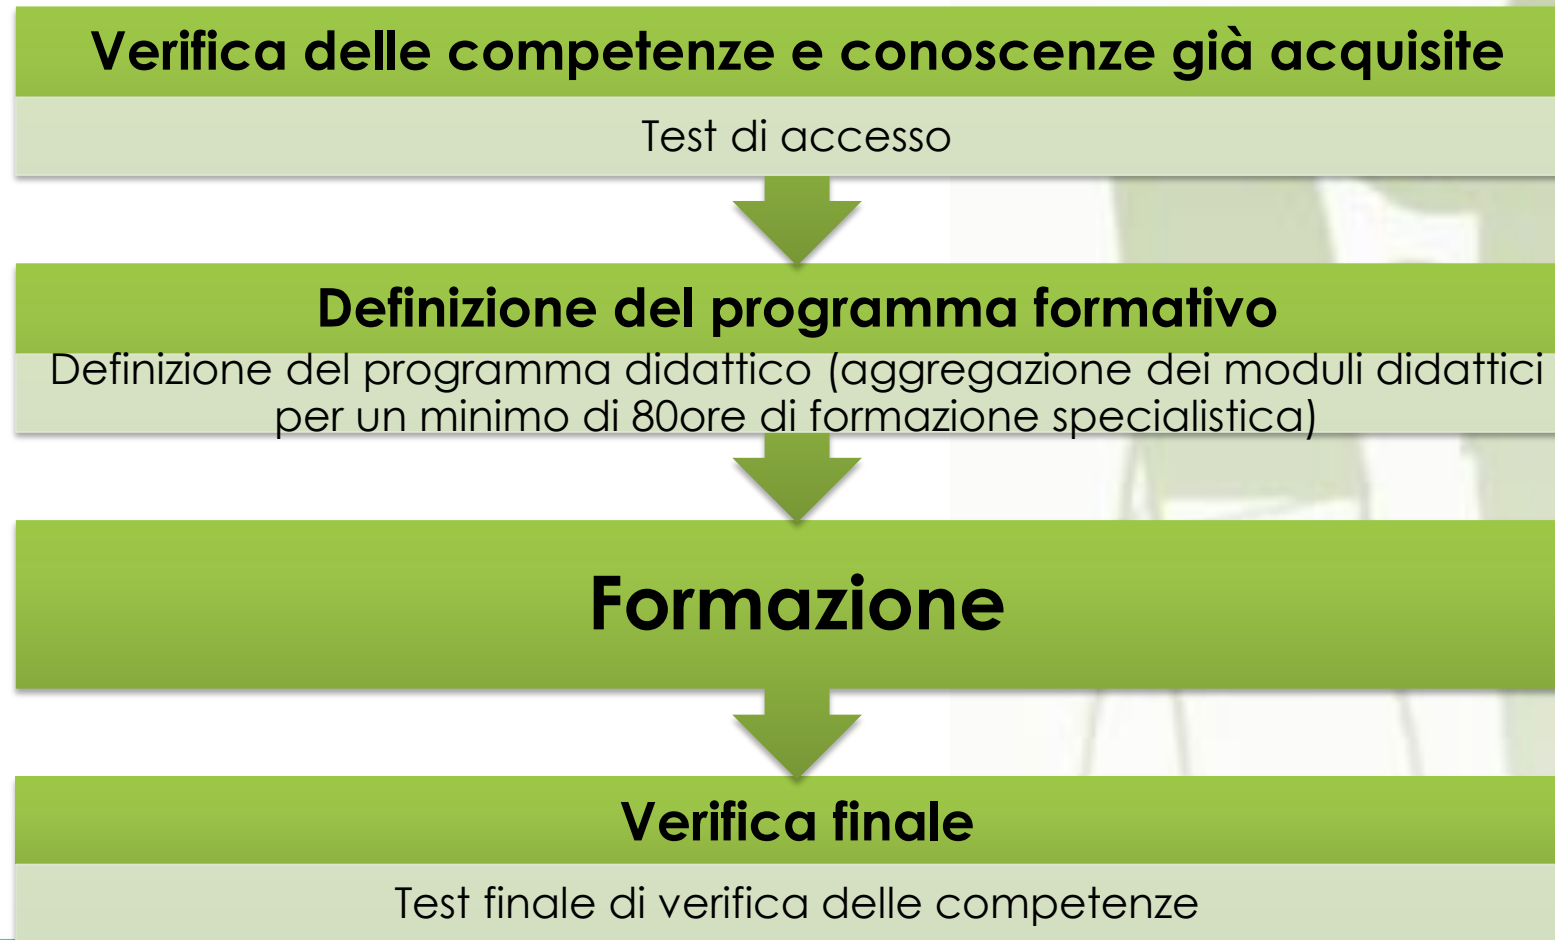 Verifica delle competenze e conoscenze già acquisite
Test di accesso
Definizione del programma formativo
Definizione del programma didattico (aggregazione dei moduli didattici
per un minimo di 80ore di formazione specialistica)
Formazione
Verifica finale
Test finale di verifica delle competenze